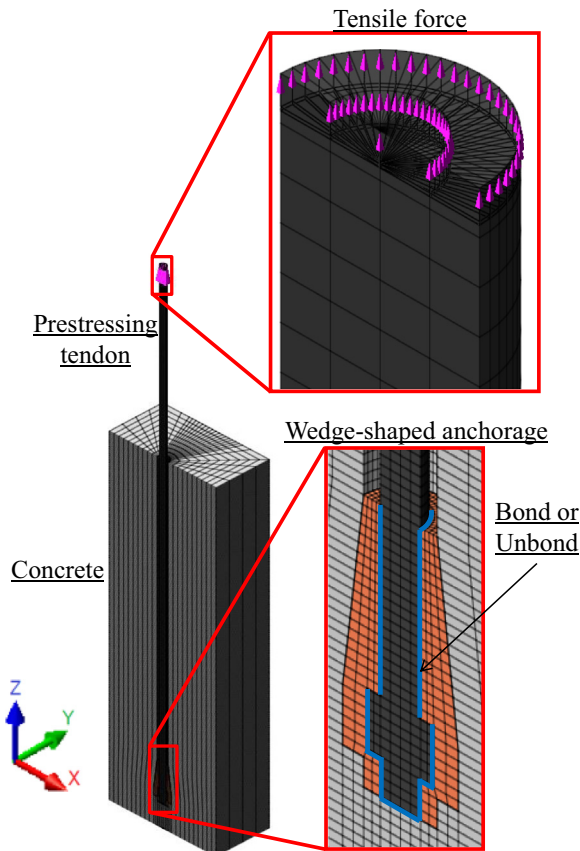 Tensile force
Prestressing
tendon
Wedge-shaped anchorage
Bond or
Unbond
Concrete
Z
Y
X